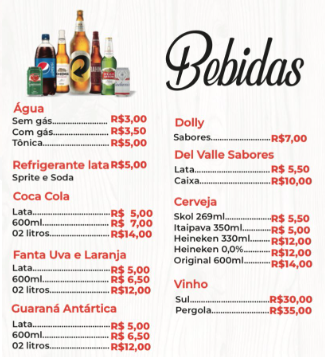 Bebidas
Água
Sem gás................R$3,00
Com gás................R$3,50
Tônica................R$5,00
Refrigerante lata R$5,00
Sprite e Soda
Coca Cola
Lata................R$ 5,00
600ml................R$ 7,00
02 litros................R$14,00
Fanta Uva e Laranja
Lata................R$ 5,00
600ml................R$ 6,50
02 litros................R$12,00
Guaraná Antártica
Lata................R$ 5,00
600ml................R$ 6,50
02 litros................R$12,00
Dolly
Sabores................R$7,00
Del Valle Sabores
Lata................R$ 5,50
Caixa................R$10,00
Cerveja
Skol 269ml................R$ 5,50
Itaipava 350ml................R$ 5,00
Heineken 330ml................R$12,00
Heineken 0,0%................R$12,00
Original 600ml................R$14,00
Vinho
Sul................R$30,00
Pergola................R$35,00